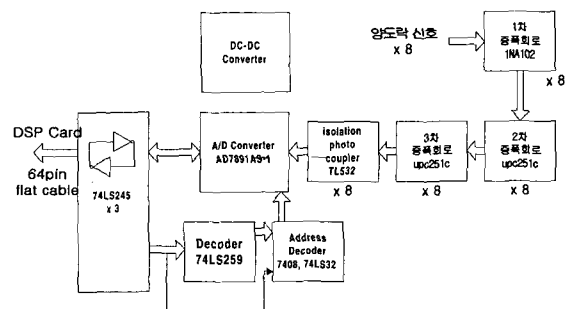 DC-DC
Converter
양도락 신호
x 8
1차
증폭회로
1NA102
x 8
DSP Card
64pin
flat cable
74LS245
x 3
A/D Converter
AD7891AS-1
isolation
photo
coupler
TL532
x 8
3차
증폭회로
upc251c
x 8
2차
증폭회로
upc251c
x 8
Decoder
74LS259
Address
Decoder
7408, 74LS32